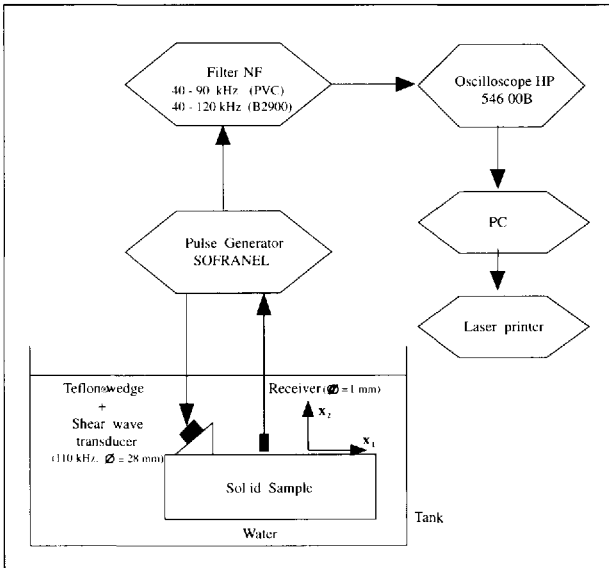 Filter NF
40 - 90 kHz (PVC)
40 - 120 kHz (B2900)
Oscilloscope HP
546 00B
Pulse Generator
SOFRANEL
PC
Laser printer
Teflon wedge
+
Shear wave
transducer
(110 kHz, Ø = 28 mm)
Receiver (Ø = 1 mm)
x₂
x₁
Solid Sample
Water
Tank